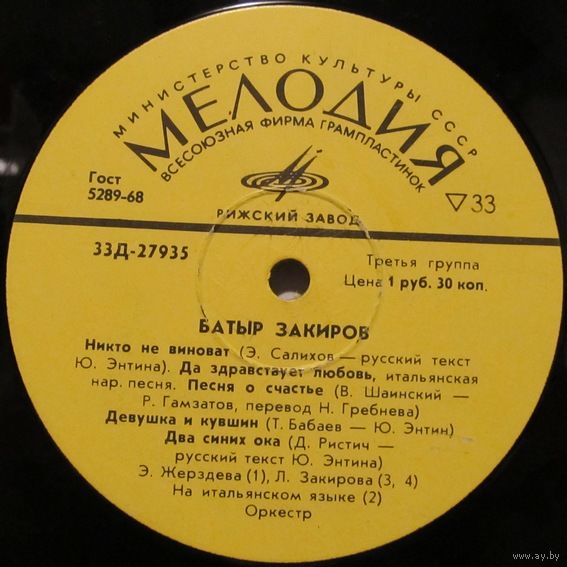 МИНИСТЕРСТВО КУЛЬТУРЫ СССР
МЕЛОДИЯ
ВСЕСОЮЗНАЯ ФИРМА ГРАМПЛАСТИНОК
Гост
5289-68
▽33
РИЖСКИЙ ЗАВОД
33Д-27935
Третья группа
Цена 1 руб. 30 коп.
БАТЫР ЗАКИРОВ
Никто не виноват (Э. Салихов — русский текст
Ю. Энтина). Да здравствует любовь, итальянская
нар. песня. Песня о счастье (В. Шаинский —
Р. Гамзатов, перевод Н. Гребнева)
Девушка и кувшин (Т. Бабаев — Ю. Энтин)
Два синих ока (Д. Ристич —
русский текст Ю. Энтина)
Э. Жерздева (1), Л. Закирова (3, 4)
На итальянском языке (2)
Оркестр
www.ay.by